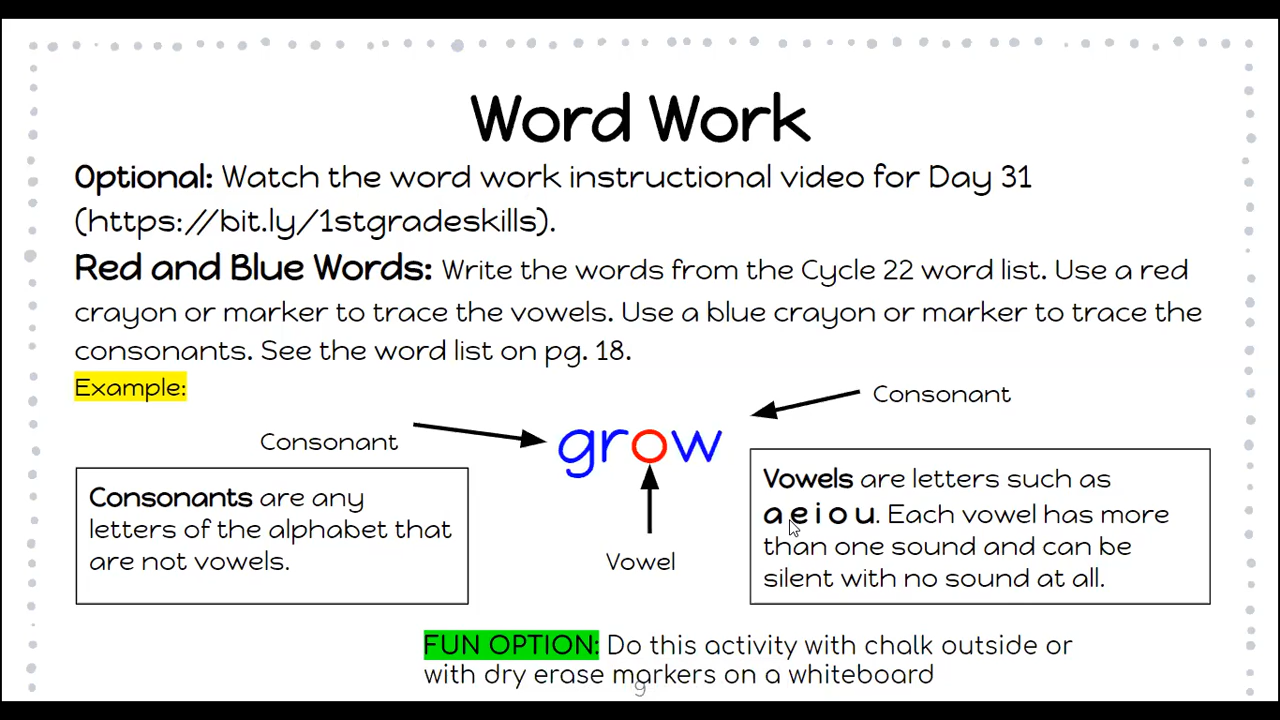 Word Work
Optional: Watch the word work instructional video for Day 31
(https://bit.ly/1stgradeskills).
Red and Blue Words: Write the words from the Cycle 22 word list. Use a red
crayon or marker to trace the vowels. Use a blue crayon or marker to trace the
consonants. See the word list on pg. 18.
Example:
Consonant
Consonant
grow
Consonants are any
letters of the alphabet that
are not vowels.
Vowel
Vowels are letters such as
a e i o u. Each vowel has more
than one sound and can be
silent with no sound at all.
FUN OPTION: Do this activity with chalk outside or
with dry erase markers on a whiteboard
9